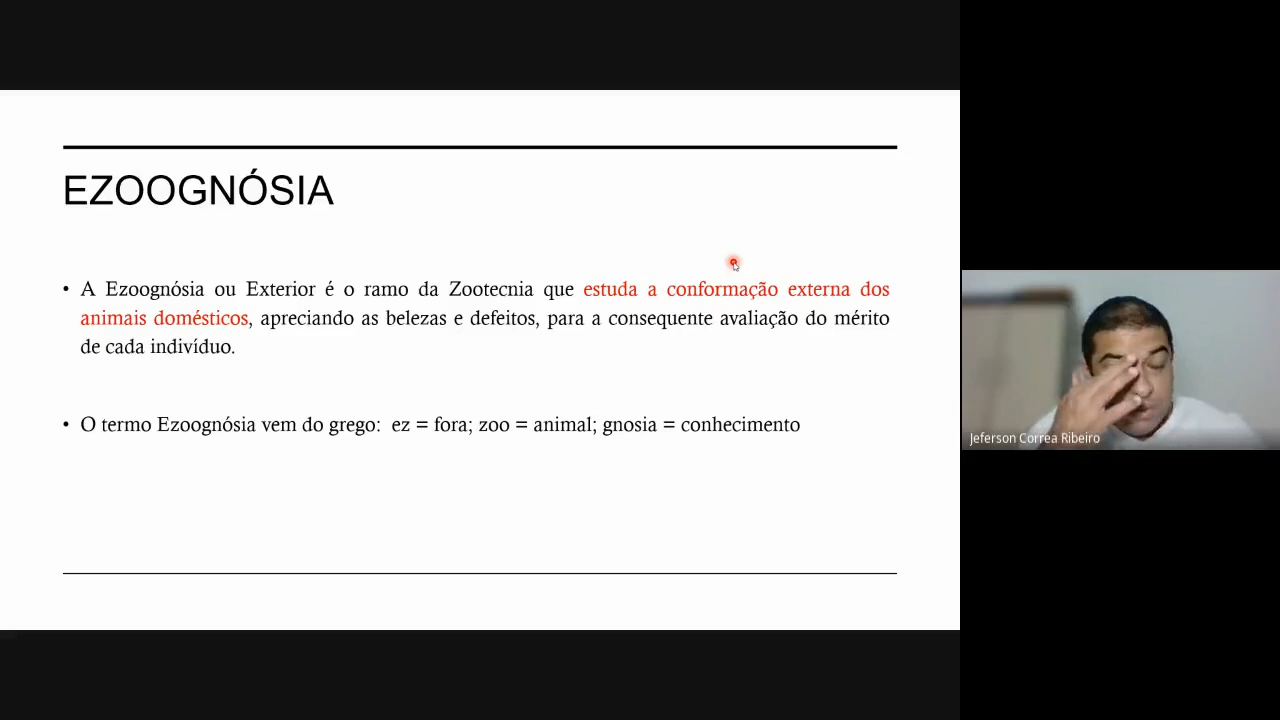 EZOOGNÓSIA
• A Ezoognósia ou Exterior é o ramo da Zootecnia que estuda a conformação externa dos
animais domésticos, apreciando as belezas e defeitos, para a consequente avaliação do mérito
de cada indivíduo.
• O termo Ezoognósia vem do grego: ez = fora; zoo = animal; gnosia = conhecimento
Jeferson Correa Ribeiro